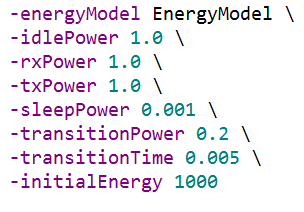 -energyModel EnergyModel \
-idlePower 1.0 \
-rxPower 1.0 \
-txPower 1.0 \
-sleepPower 0.001 \
-transitionPower 0.2 \
-transitionTime 0.005 \
-initialEnergy 1000